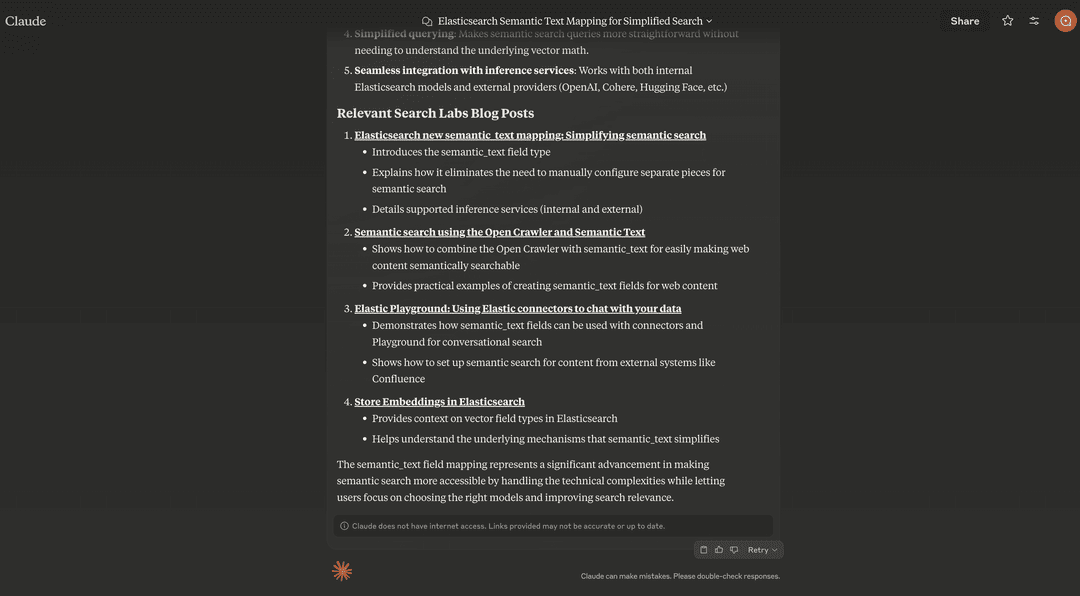 Claude
Elasticsearch Semantic Text Mapping for Simplified Search
Share
4. Simplified querying: Makes semantic search queries more straightforward without
needing to understand the underlying vector math.
5. Seamless integration with inference services: Works with both internal
Elasticsearch models and external providers (OpenAI, Cohere, Hugging Face, etc.)
Relevant Search Labs Blog Posts
1. Elasticsearch new semantic_text mapping: Simplifying semantic search
• Introduces the semantic_text field type
• Explains how it eliminates the need to manually configure separate pieces for
semantic search
• Details supported inference services (internal and external)
2. Semantic search using the Open Crawler and Semantic Text
• Shows how to combine the Open Crawler with semantic_text for easily making web
content semantically searchable
• Provides practical examples of creating semantic_text fields for web content
3. Elastic Playground: Using Elastic connectors to chat with your data
• Demonstrates how semantic_text fields can be used with connectors and
Playground for conversational search
• Shows how to set up semantic search for content from external systems like
Confluence
4. Store Embeddings in Elasticsearch
• Provides context on vector field types in Elasticsearch
• Helps understand the underlying mechanisms that semantic_text simplifies
The semantic_text field mapping represents a significant advancement in making
semantic search more accessible by handling the technical complexities while letting
users focus on choosing the right models and improving search relevance.
Claude does not have internet access. Links provided may not be accurate or up to date.
Retry
Claude can make mistakes. Please double-check responses.